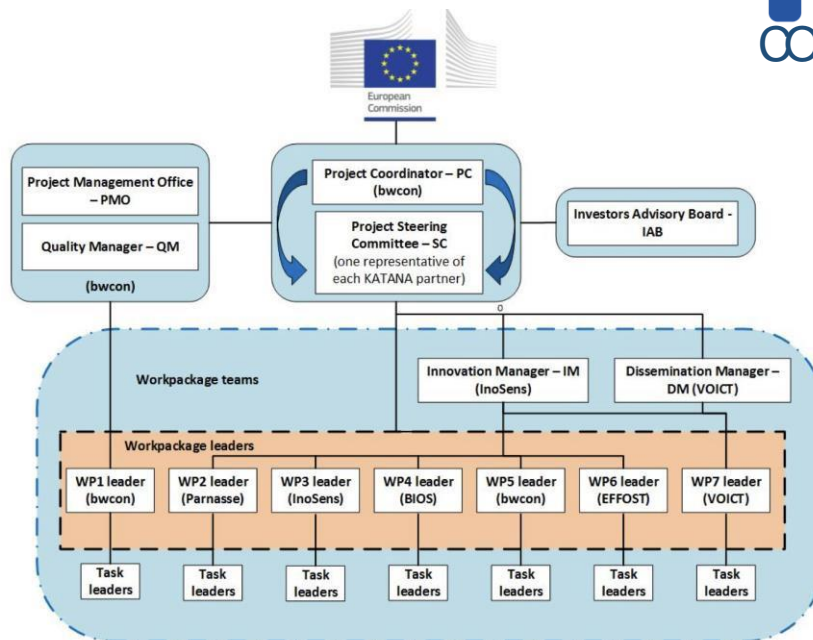 European
Commission
Project Management Office
– PMO
Quality Manager – QM
(bwcon)
Project Coordinator – PC
(bwcon)
Project Steering
Committee – SC
(one representative of
each KATANA partner)
Investors Advisory Board -
IAB
0
Workpackage teams
Innovation Manager – IM
(InoSens)
Dissemination Manager –
DM (VOICT)
Workpackage leaders
WP1 leader
(bwcon)
WP2 leader
(Parnasse)
WP3 leader
(InoSens)
WP4 leader
(BIOS)
WP5 leader
(bwcon)
WP6 leader
(EFFOST)
WP7 leader
(VOICT)
Task
leaders
Task
leaders
Task
leaders
Task
leaders
Task
leaders
Task
leaders
Task
leaders